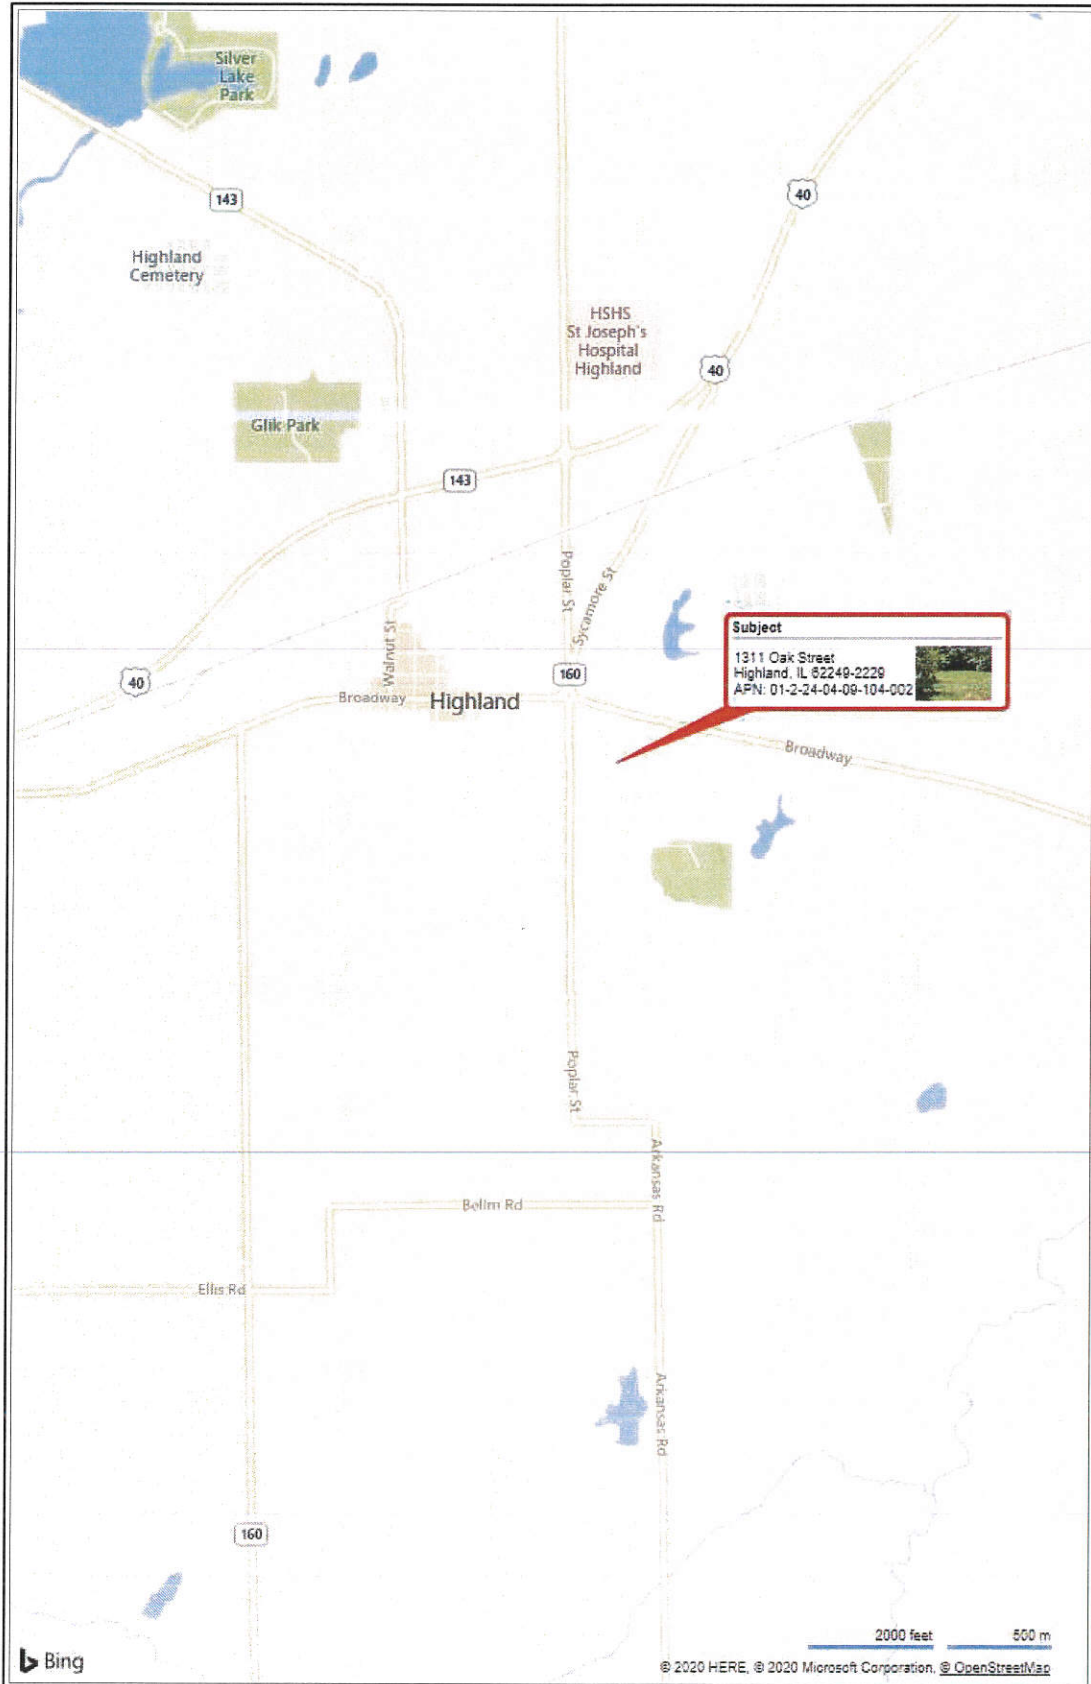 Silver
Lake
Park
143
40
Highland
Cemetery
HSHS
St Joseph's
Hospital
Highland
40
Glik Park
143
Poplar St
Sycamore St
Walnut St
Subject
1311 Oak Street
Highland, IL 62249-2229
APN: 01-2-24-04-09-104-002
40
160
Broadway
Highland
Broadway
Poplar St
Arkansas Rd
Bellm Rd
Ellis Rd
Arkansas Rd
160
2000 feet
500 m
Bing
© 2020 HERE, © 2020 Microsoft Corporation, © OpenStreetMap